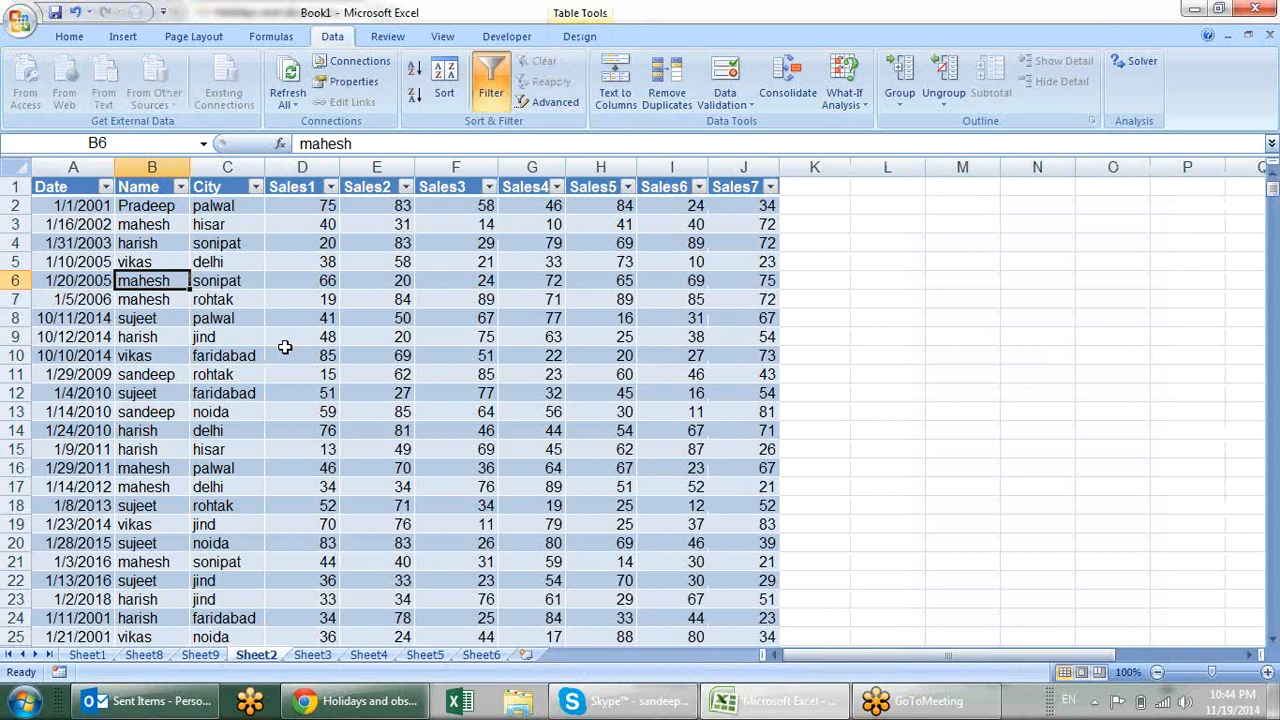 Book1 - Microsoft Excel
Table Tools
Home Insert Page Layout Formulas Data Review View Developer Design
From Access
From Web
From Text
From Other Sources
Existing Connections
Get External Data
Refresh All
Connections
Properties
Edit Links
Connections
Sort
Filter
Clear
Reapply
Advanced
Sort & Filter
Text to Columns
Remove Duplicates
Data Validation
Consolidate
What-If Analysis
Data Tools
Group
Ungroup
Subtotal
Show Detail
Hide Detail
Outline
Solver
Analysis
B6 fx mahesh
A B C D E F G H I J K L M N O P Q
1 Date Name City Sales1 Sales2 Sales3 Sales4 Sales5 Sales6 Sales7
2 1/1/2001 Pradeep palwal 75 83 58 46 84 24 34
3 1/16/2002 mahesh hisar 40 31 14 10 41 40 72
4 1/31/2003 harish sonipat 20 83 29 79 69 89 72
5 1/10/2005 vikas delhi 38 58 21 33 73 10 23
6 1/20/2005 mahesh sonipat 66 20 24 72 65 69 75
7 1/5/2006 mahesh rohtak 19 84 89 71 89 85 72
8 10/11/2014 sujeet palwal 41 50 67 77 16 31 67
9 10/12/2014 harish jind 48 20 75 63 25 38 54
10 10/10/2014 vikas faridabad 85 69 51 22 20 27 73
11 1/29/2009 sandeep rohtak 15 62 85 23 60 46 43
12 1/4/2010 sujeet faridabad 51 27 77 32 45 16 54
13 1/14/2010 sandeep noida 59 85 64 56 30 11 81
14 1/24/2010 harish delhi 76 81 46 44 54 67 71
15 1/9/2011 harish hisar 13 49 69 45 62 87 26
16 1/29/2011 mahesh palwal 46 70 36 64 67 23 67
17 1/14/2012 mahesh delhi 34 34 76 89 51 52 21
18 1/8/2013 sujeet rohtak 52 71 34 19 25 12 52
19 1/23/2014 vikas jind 70 76 11 79 25 37 83
20 1/28/2015 sujeet noida 83 83 26 80 69 46 39
21 1/3/2016 mahesh sonipat 44 40 31 59 14 30 21
22 1/13/2016 sujeet jind 36 33 23 54 70 30 29
23 1/2/2018 harish jind 33 34 76 61 29 67 51
24 1/11/2001 harish faridabad 34 78 25 84 33 44 23
25 1/21/2001 vikas noida 36 24 44 17 88 80 34
Sheet1 Sheet8 Sheet9 Sheet2 Sheet3 Sheet4 Sheet5 Sheet6
Ready 100%
Sent Items - Perso... Holidays and obs... Skype™ - sandeep... Microsoft Excel - ... GoToMeeting EN 10:44 PM
11/19/2014